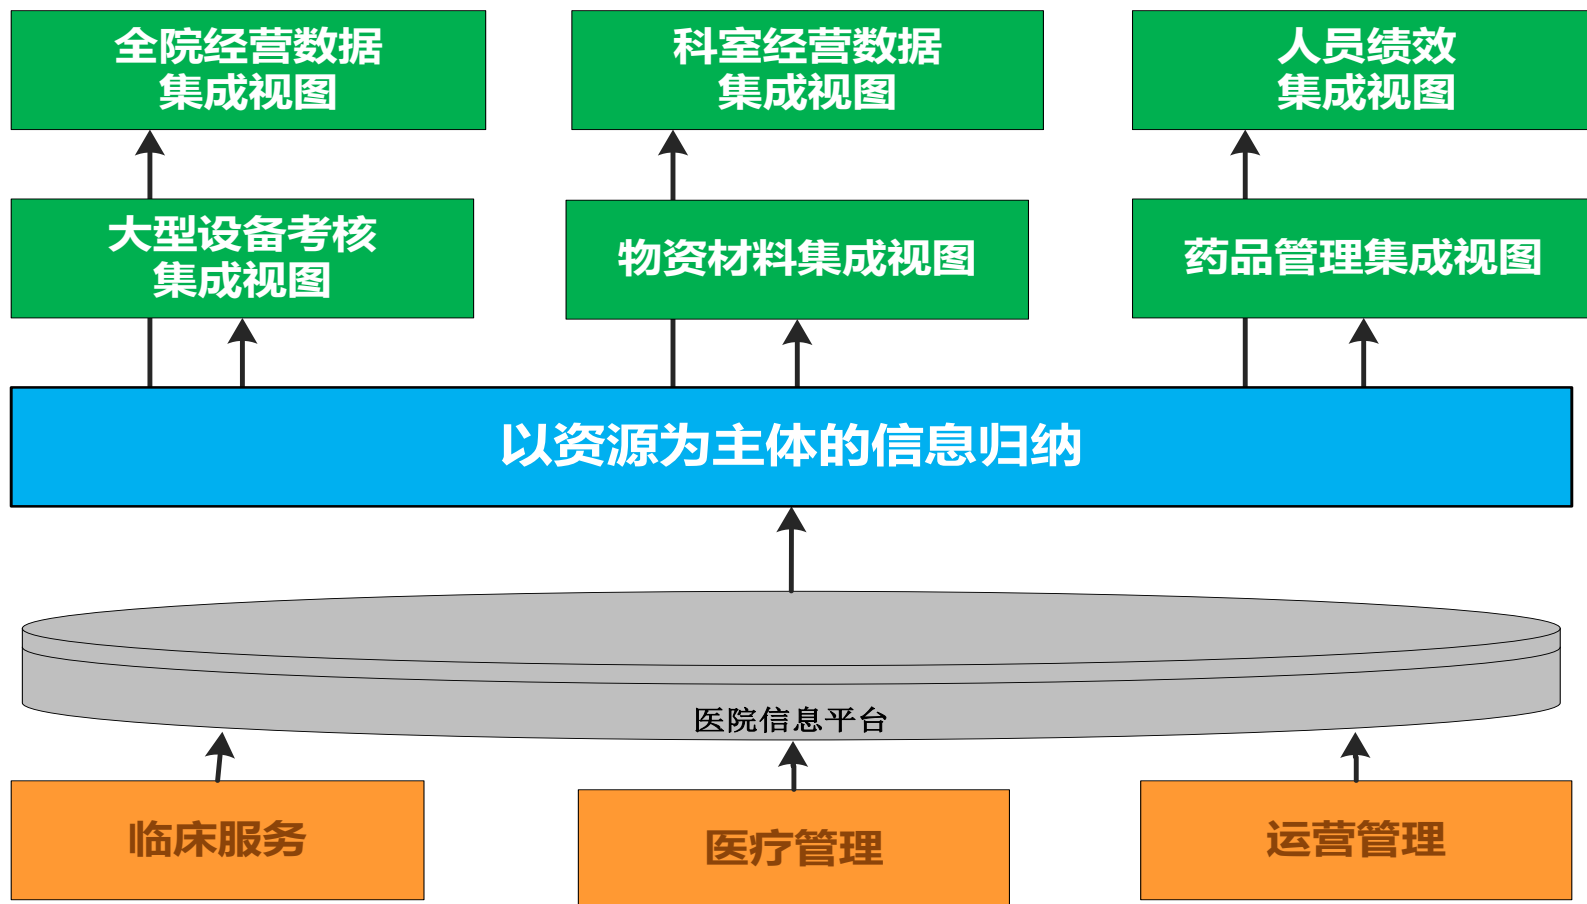 全院经营数据
集成视图
科室经营数据
集成视图
人员绩效
集成视图
大型设备考核
集成视图
物资材料集成视图
药品管理集成视图
以资源为主体的信息归纳
医院信息平台
临床服务
医疗管理
运营管理